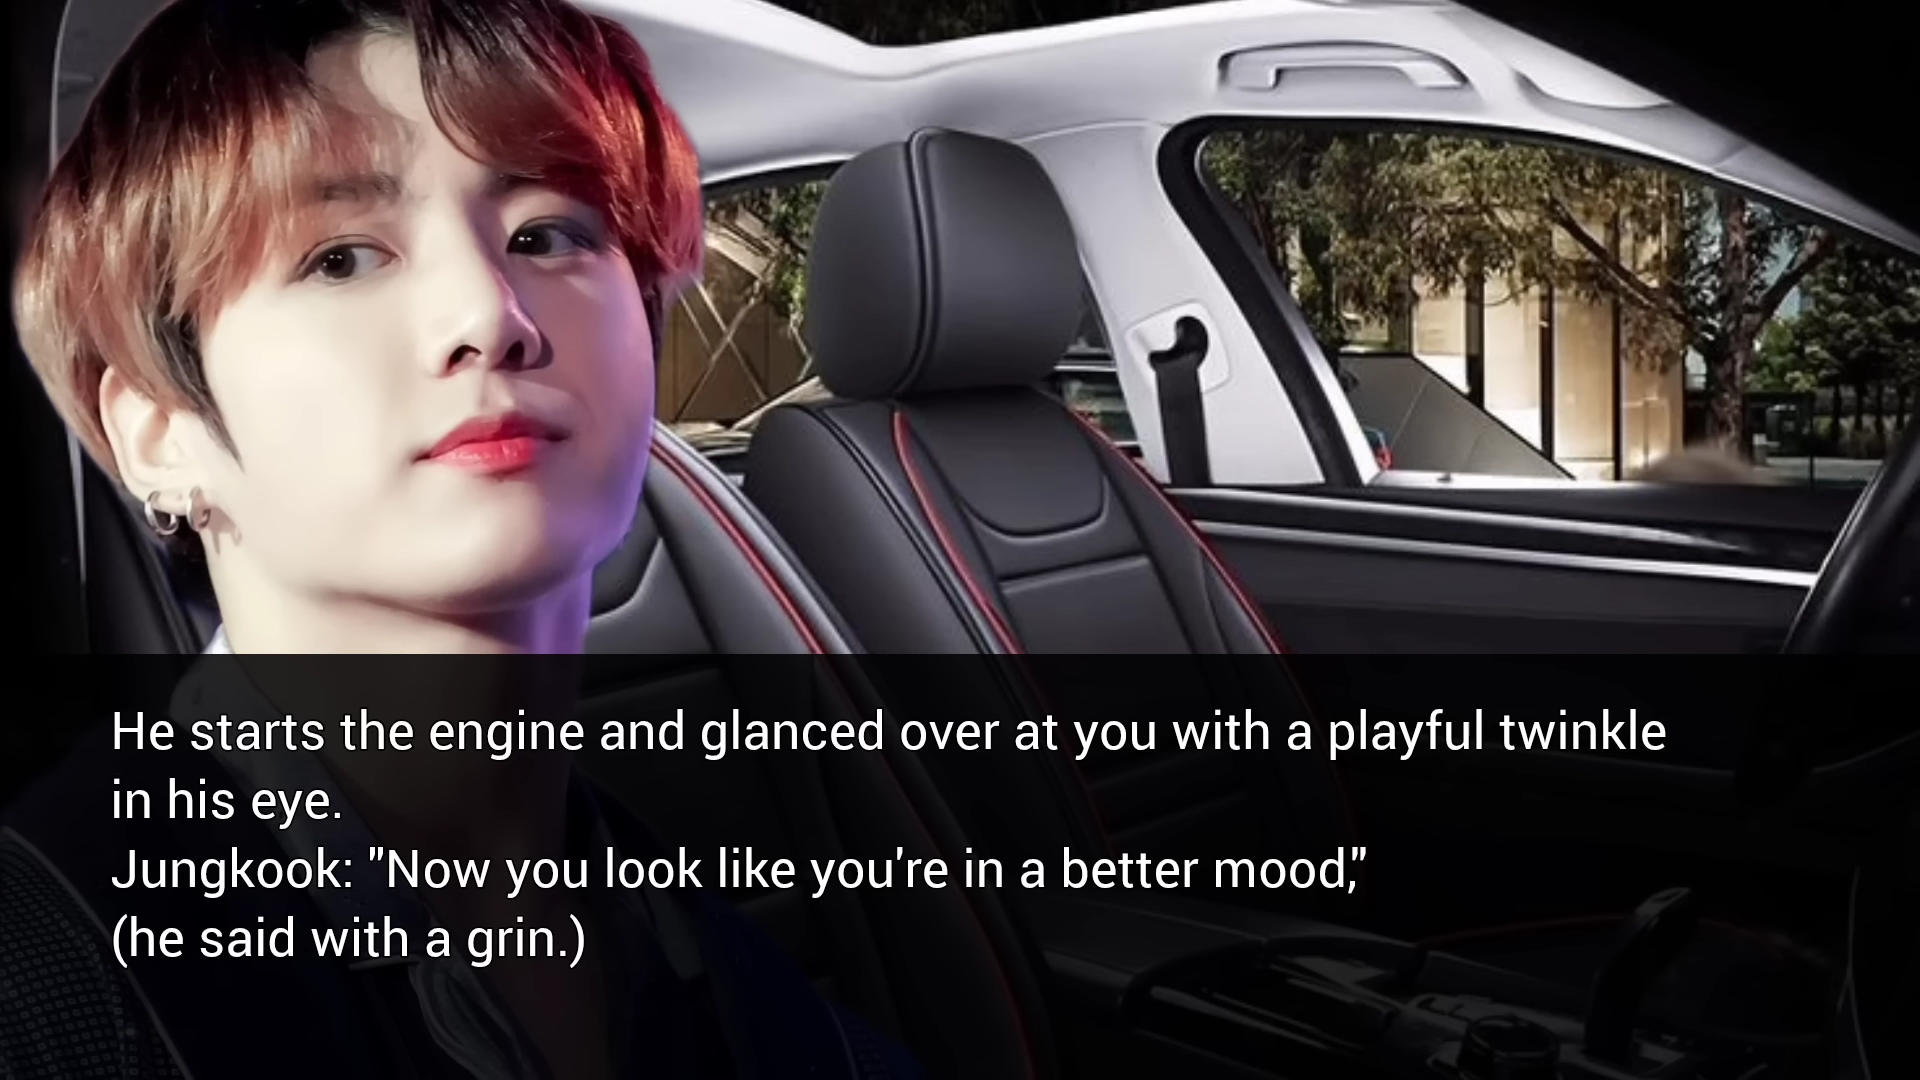 He starts the engine and glanced over at you with a playful twinkle
in his eye.
Jungkook: "Now you look like you're in a better mood,"
(he said with a grin.)